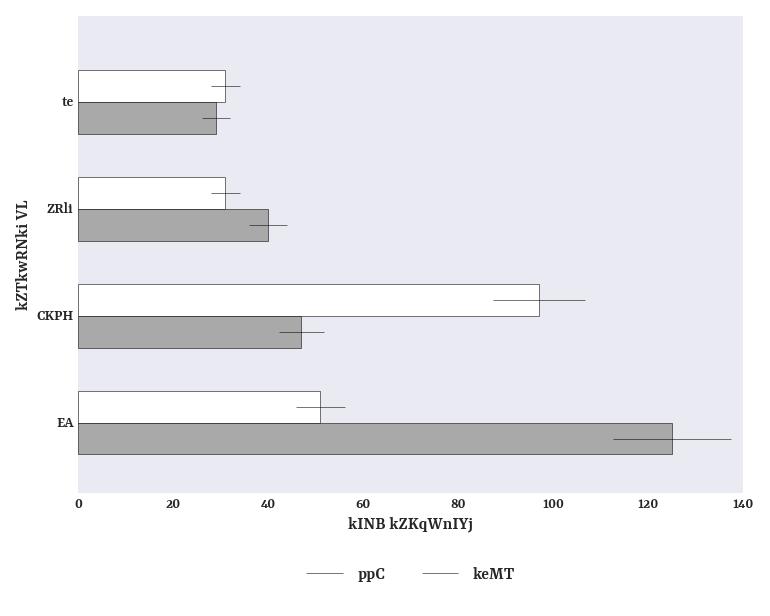 te
ZRli
CKPH
EA
kZTkwRNki VL
0 20 40 60 80 100 120 140
kINB kZKqWnIYj
ppC keMT